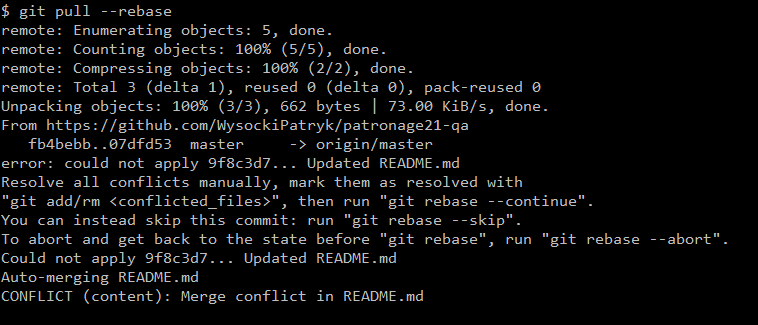 $ git pull --rebase
remote: Enumerating objects: 5, done.
remote: Counting objects: 100% (5/5), done.
remote: Compressing objects: 100% (2/2), done.
remote: Total 3 (delta 1), reused 0 (delta 0), pack-reused 0
Unpacking objects: 100% (3/3), 662 bytes | 73.00 KiB/s, done.
From https://github.com/WysockiPatryk/patronage21-qa
   fb4bebb..07dfd53  master     -> origin/master
error: could not apply 9f8c3d7... Updated README.md
Resolve all conflicts manually, mark them as resolved with
"git add/rm <conflicted_files>", then run "git rebase --continue".
You can instead skip this commit: run "git rebase --skip".
To abort and get back to the state before "git rebase", run "git rebase --abort".
Could not apply 9f8c3d7... Updated README.md
Auto-merging README.md
CONFLICT (content): Merge conflict in README.md